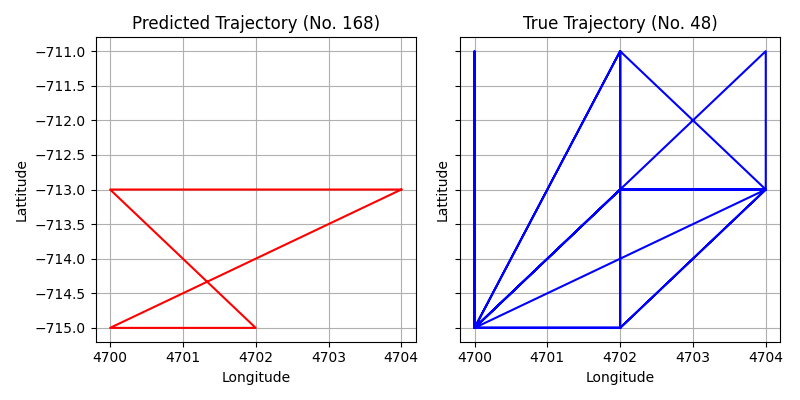 Predicted Trajectory (No. 168)
−711.0
−711.5
−712.0
−712.5
−713.0
−713.5
−714.0
−714.5
−715.0
Lattitude
4700 4701 4702 4703 4704
Longitude
True Trajectory (No. 48)
Lattitude
4700 4701 4702 4703 4704
Longitude